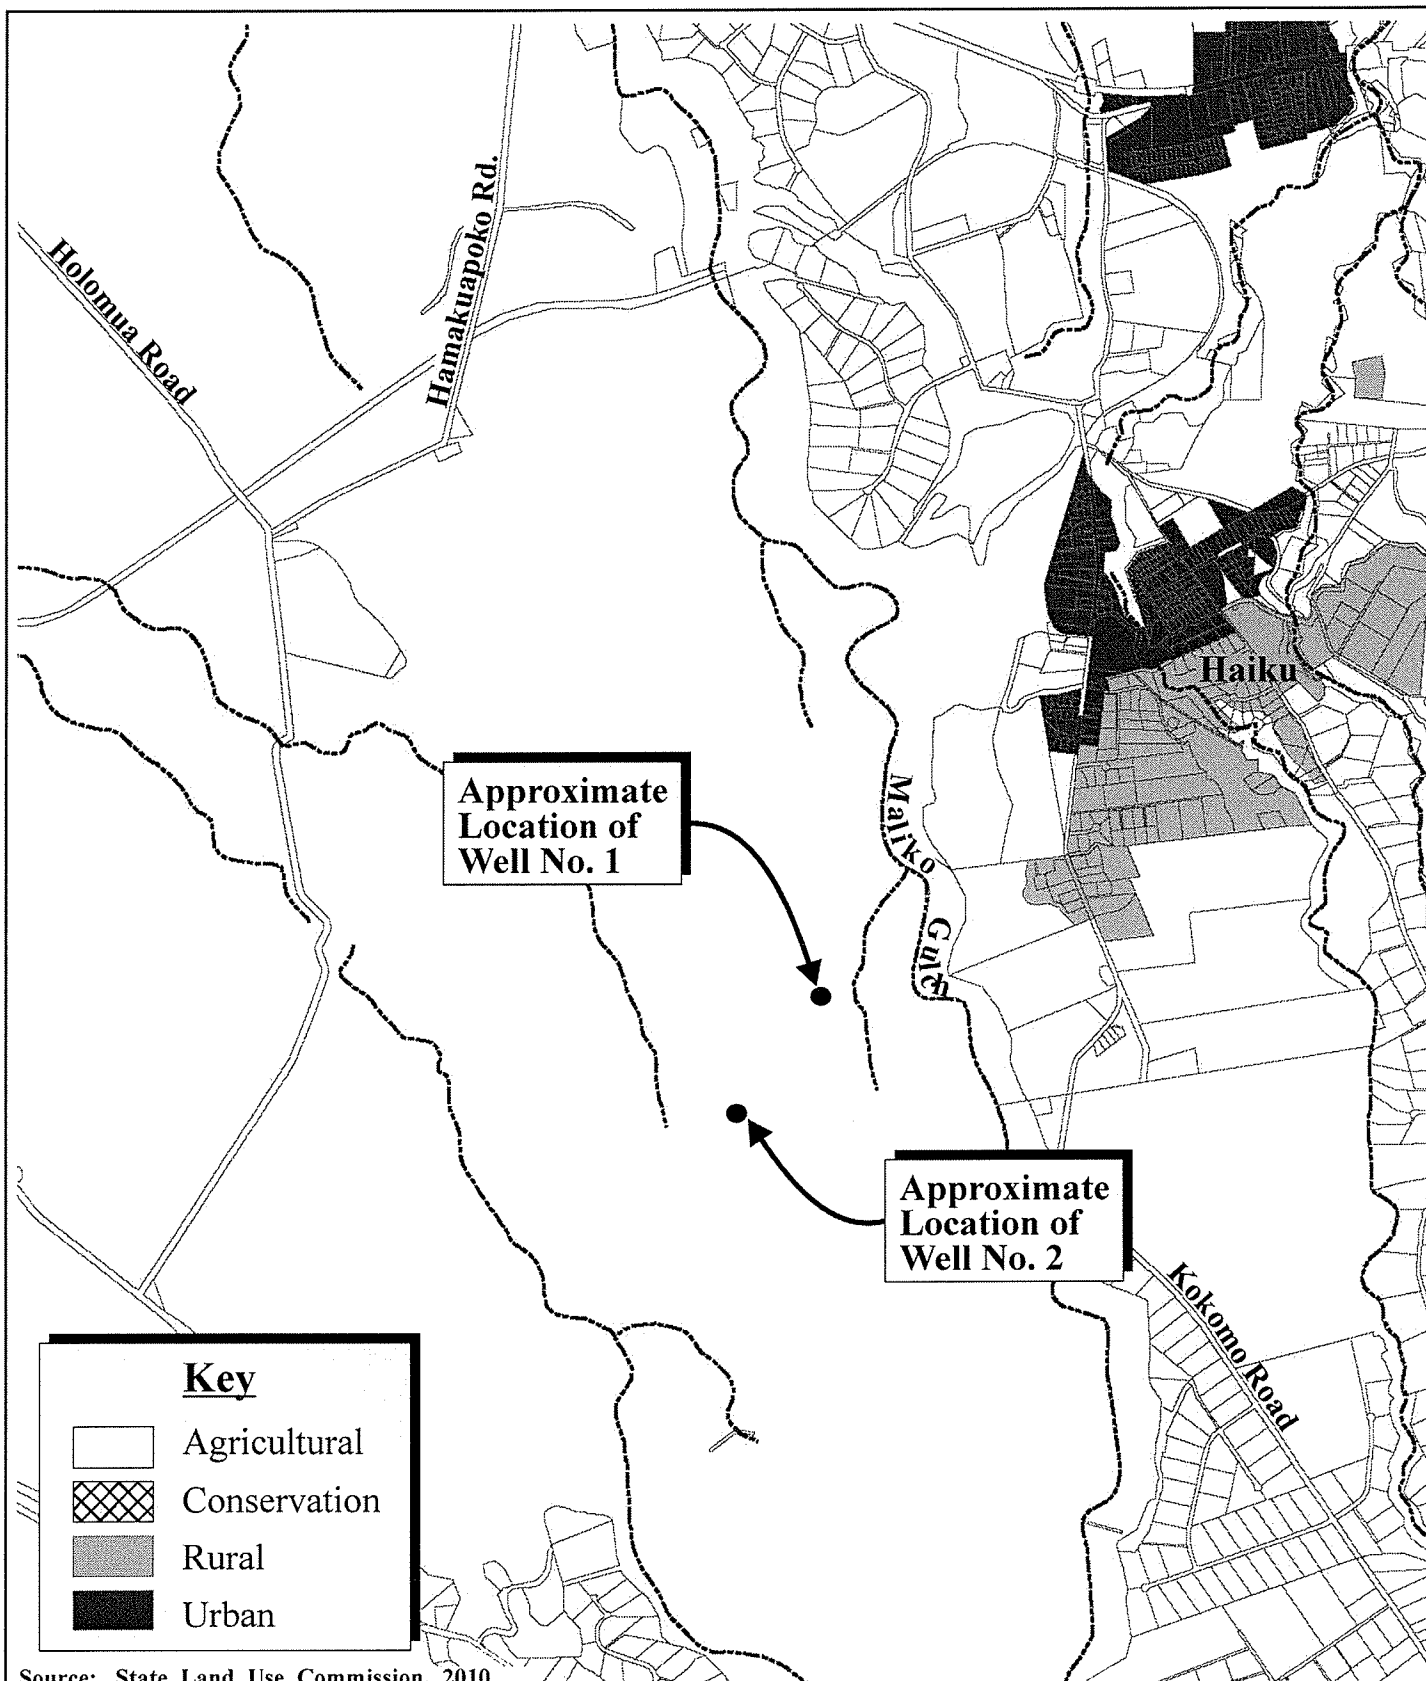 Holomua Road
Hamakuapoko Rd.
Haiku
Approximate
Location of
Well No. 1
Maliko Gulch
Approximate
Location of
Well No. 2
Kokomo Road
Key
Agricultural
Conservation
Rural
Urban
Source: State Land Use Commission, 2010